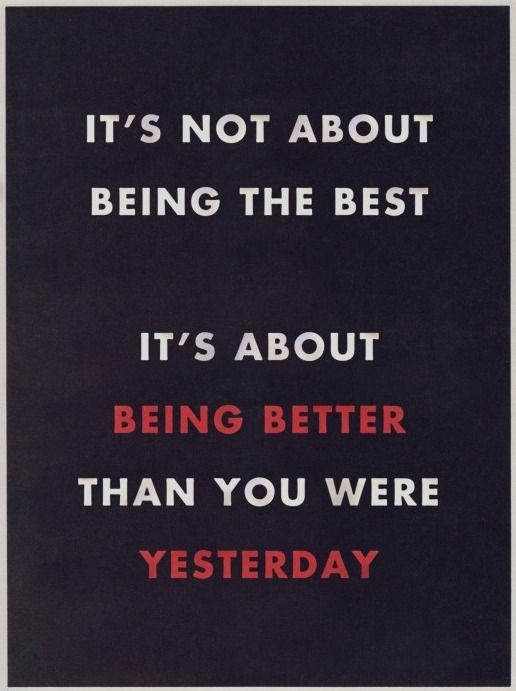 IT’S NOT ABOUT
BEING THE BEST
IT’S ABOUT
BEING BETTER
THAN YOU WERE
YESTERDAY